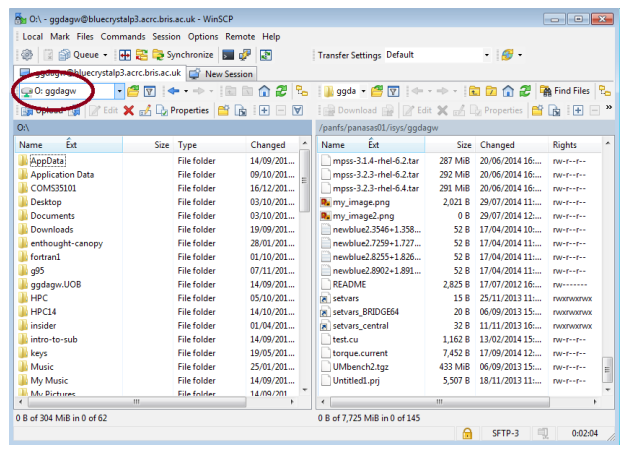 O:\ - ggdagw@bluecrystalp3.acrc.bris.ac.uk - WinSCP
Local Mark Files Commands Session Options Remote Help
Queue Synchronize Transfer Settings Default
ggdagw@bluecrystalp3.acrc.bris.ac.uk New Session
O: ggdagw ggda Find Files
Upload Edit Properties Download Edit Properties
O:\ /panfs/panasas01/isys/ggdagw
Name Éxt Size Type Changed Name Éxt Size Changed Rights
AppData File folder 14/09/201... mpss-3.1.4-rhel-6.2.tar 287 MiB 20/06/2014 16:... rw-r--r--
Application Data File folder 09/10/201... mpss-3.2.3-rhel-6.2.tar 292 MiB 20/06/2014 16:... rw-r--r--
COMS35101 File folder 16/12/201... mpss-3.2.3-rhel-6.4.tar 291 MiB 20/06/2014 16:... rw-r--r--
Desktop File folder 03/10/201... my_image.png 2,021 B 29/07/2014 11:... rw-r--r--
Documents File folder 03/10/201... my_image2.png 0 B 29/07/2014 12:... rw-r--r--
Downloads File folder 19/09/201... newblue2.3546+1.358... 52 B 17/04/2014 10:... rw-r--r--
enthought-canopy File folder 28/01/201... newblue2.7259+1.727... 52 B 17/04/2014 11:... rw-r--r--
fortran1 File folder 01/10/201... newblue2.8255+1.826... 52 B 17/04/2014 11:... rw-r--r--
g95 File folder 07/11/201... newblue2.8902+1.891... 52 B 17/04/2014 11:... rw-r--r--
ggdagw.UOB File folder 14/09/201... README 2,825 B 17/07/2012 16:... rw-------
HPC File folder 05/10/201... setvars 15 B 25/11/2013 11:... rwxrwxrwx
HPC14 File folder 14/10/201... setvars_BRIDGE64 20 B 06/09/2013 15:... rwxrwxrwx
insider File folder 01/04/201... setvars_central 32 B 11/11/2013 16:... rwxrwxrwx
intro-to-sub File folder 14/09/201... test.cu 1,162 B 13/02/2014 15:... rw-r--r--
keys File folder 19/05/201... torque.current 7,452 B 17/09/2014 12:... rw-r--r--
Music File folder 25/01/201... UMbench2.tgz 433 MiB 06/09/2013 15:... rw-r--r--
My Music File folder 14/09/201... Untitled1.prj 5,507 B 18/11/2013 11:... rw-r--r--
My Pictures File folder 14/09/201...
0 B of 304 MiB in 0 of 62 0 B of 7,725 MiB in 0 of 145
SFTP-3 0:02:04